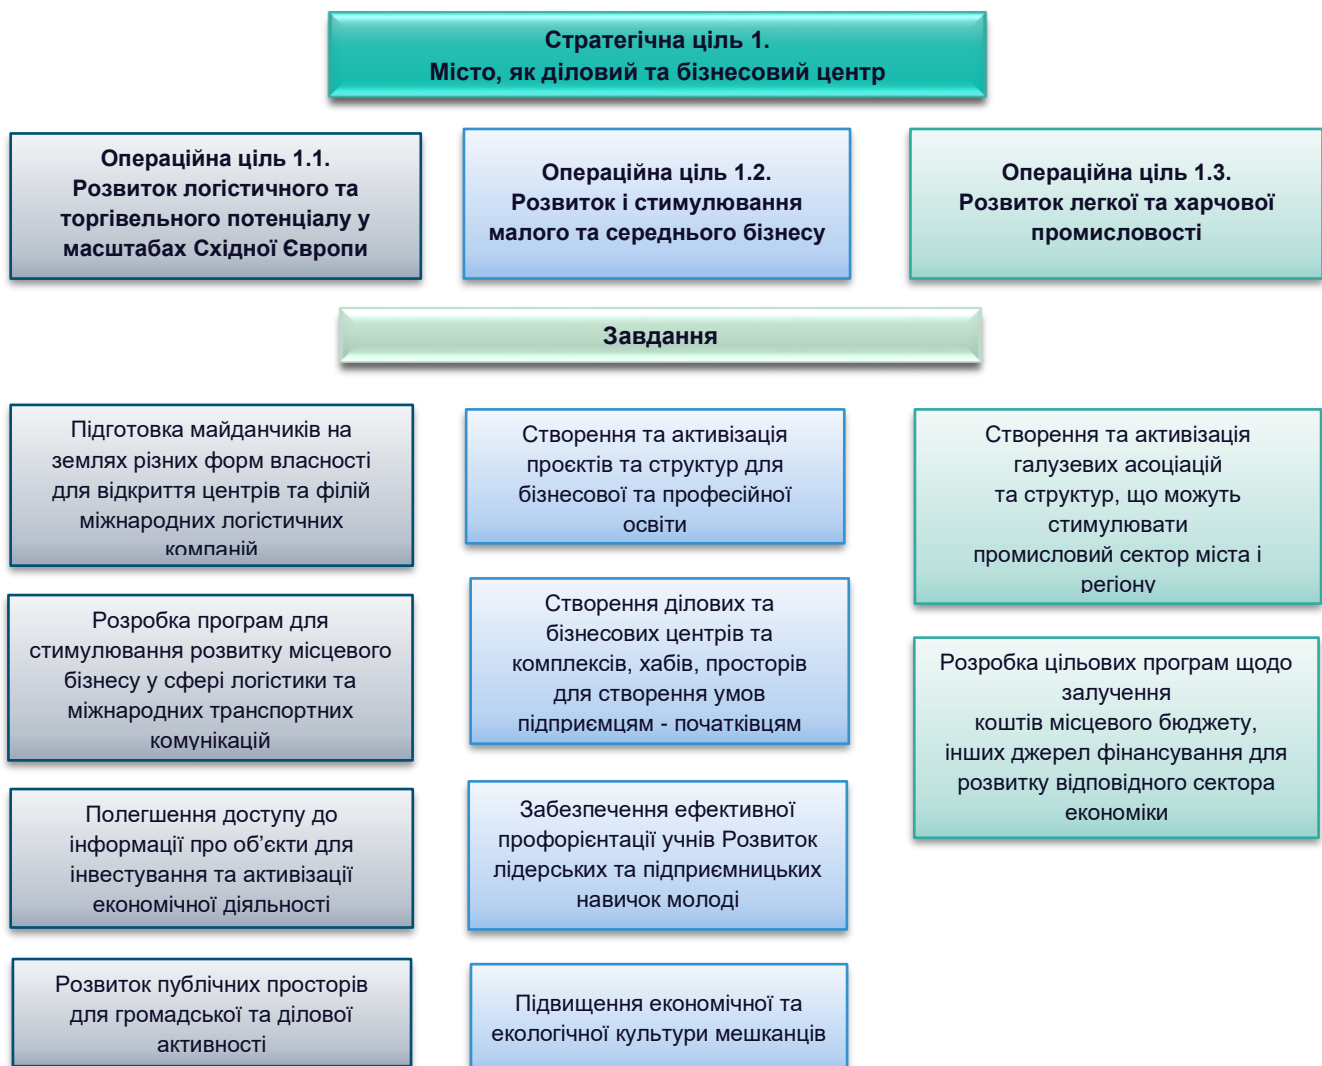 Стратегічна ціль 1.
Місто, як діловий та бізнесовий центр
Операційна ціль 1.1.
Розвиток логістичного та
торгівельного потенціалу у
масштабах Східної Європи
Операційна ціль 1.2.
Розвиток і стимулювання
малого та середнього бізнесу
Операційна ціль 1.3.
Розвиток легкої та харчової
промисловості
Завдання
Підготовка майданчиків на
землях різних форм власності
для відкриття центрів та філій
міжнародних логістичних
компаній
Розробка програм для
стимулювання розвитку місцевого
бізнесу у сфері логістики та
міжнародних транспортних
комунікацій
Полегшення доступу до
інформації про об’єкти для
інвестування та активізації
економічної діяльності
Розвиток публічних просторів
для громадської та ділової
активності
Створення та активізація
проєктів та структур для
бізнесової та професійної
освіти
Створення ділових та
бізнесових центрів та
комплексів, хабів, просторів
для створення умов
підприємцям - початківцям
Забезпечення ефективної
профорієнтації учнів Розвиток
лідерських та підприємницьких
навичок молоді
Підвищення економічної та
екологічної культури мешканців
Створення та активізація
галузевих асоціацій
та структур, що можуть
стимулювати
промисловий сектор міста і
регіону
Розробка цільових програм щодо
залучення
коштів місцевого бюджету,
інших джерел фінансування для
розвитку відповідного сектора
економіки